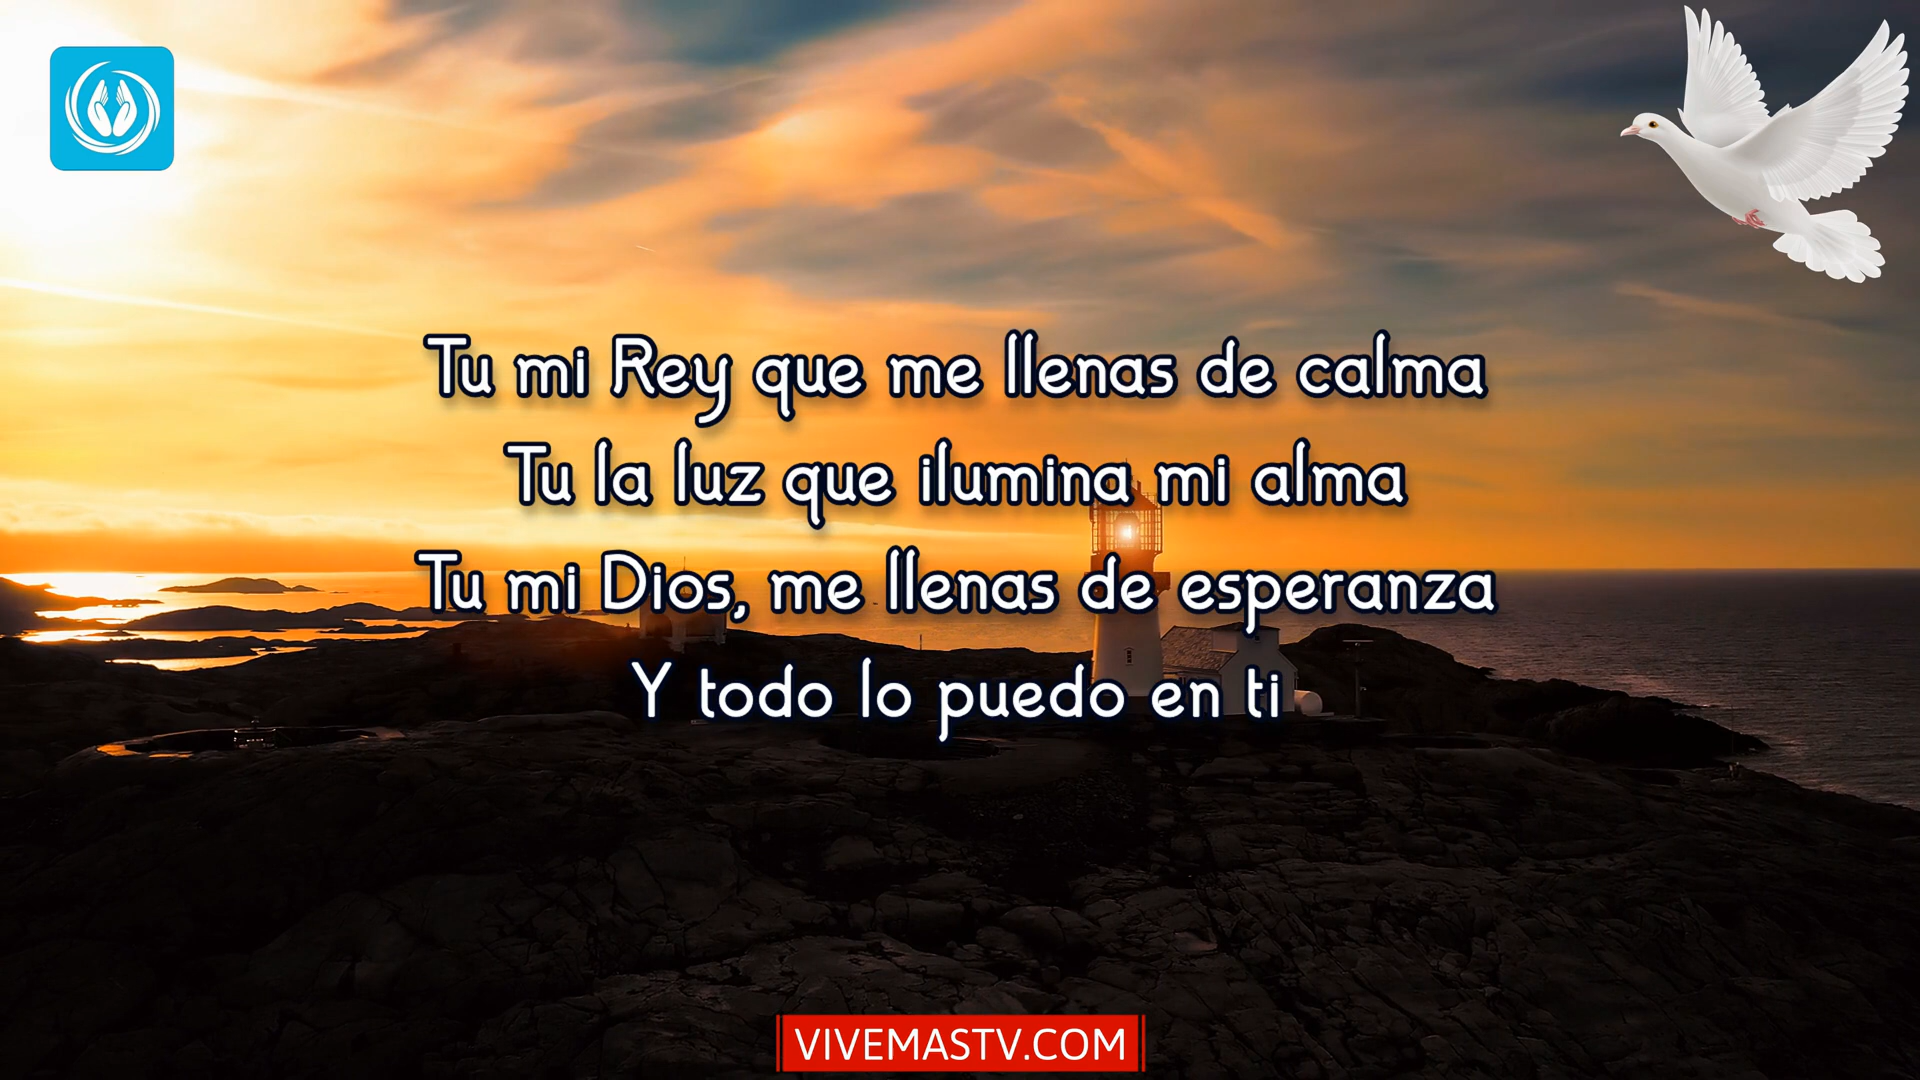 Tu mi Rey que me llenas de calma
Tu la luz que ilumina mi alma
Tu mi Dios, me llenas de esperanza
Y todo lo puedo en ti
VIVEMASTV.COM